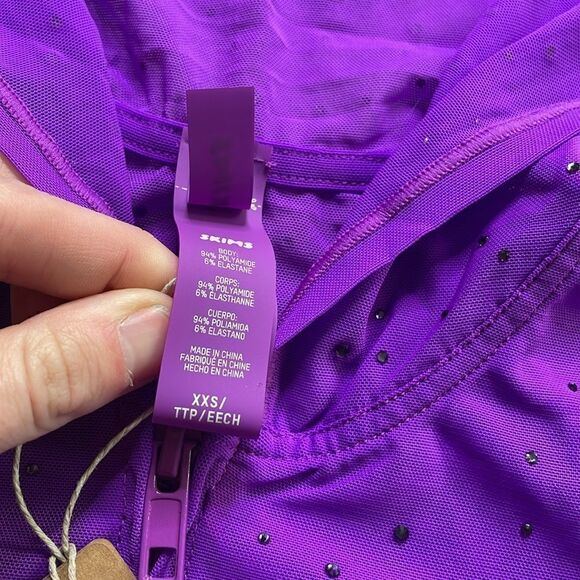 SKIMS
BODY:
94% POLYAMIDE
6% ELASTANE
CORPS:
94% POLYAMIDE
6% ELASTHANNE
CUERPO:
94% POLIAMIDA
6% ELASTANO
MADE IN CHINA
FABRIQUÉ EN CHINE
HECHO EN CHINA
XXS/
TTP/EECH